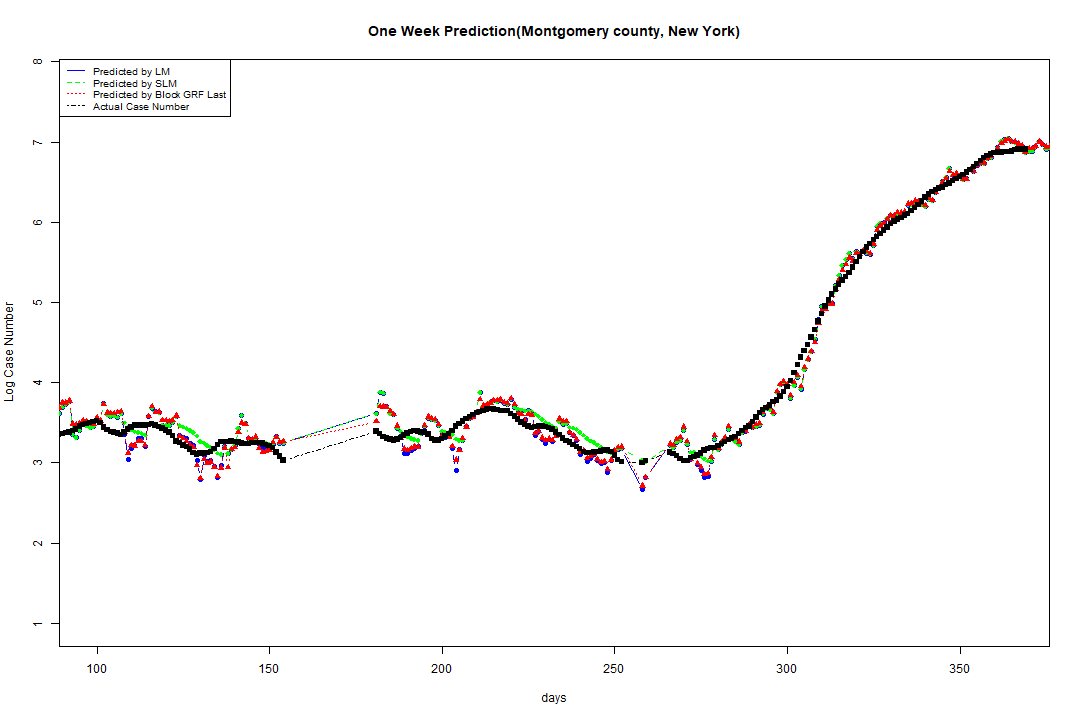 One Week Prediction(Montgomery county, New York)
Predicted by LM
Predicted by SLM
Predicted by Block GRF Last
Actual Case Number
8
7
6
5
4
3
2
1
Log Case Number
100 150 200 250 300 350
days